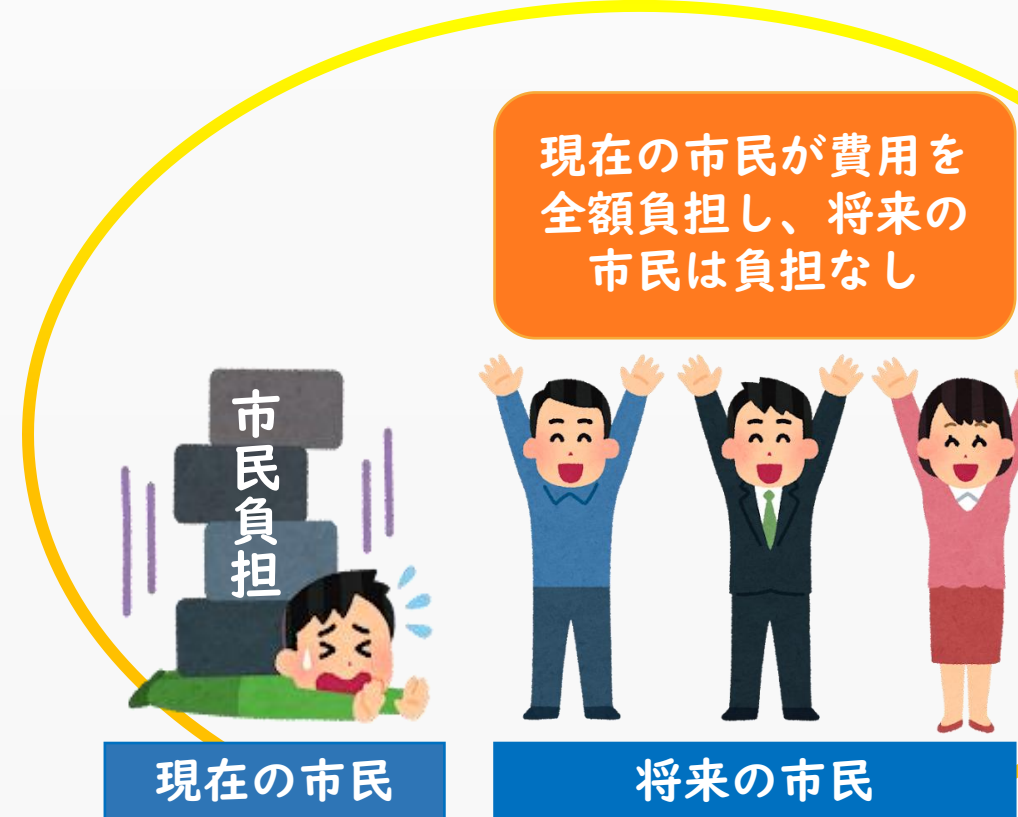 現在の市民が費用を
全額負担し、将来の
市民は負担なし
市民負担
現在の市民
将来の市民